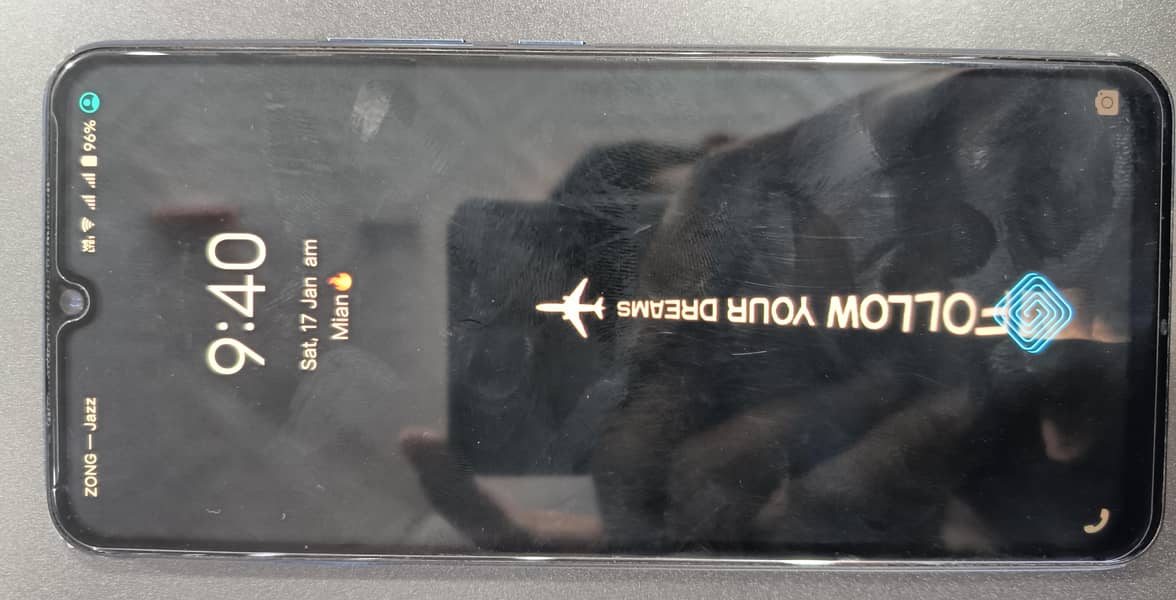 ZONG — Jazz
96%
9:40
Sat, 17 Jan am
Mian🔥
FOLLOW YOUR DREAMS